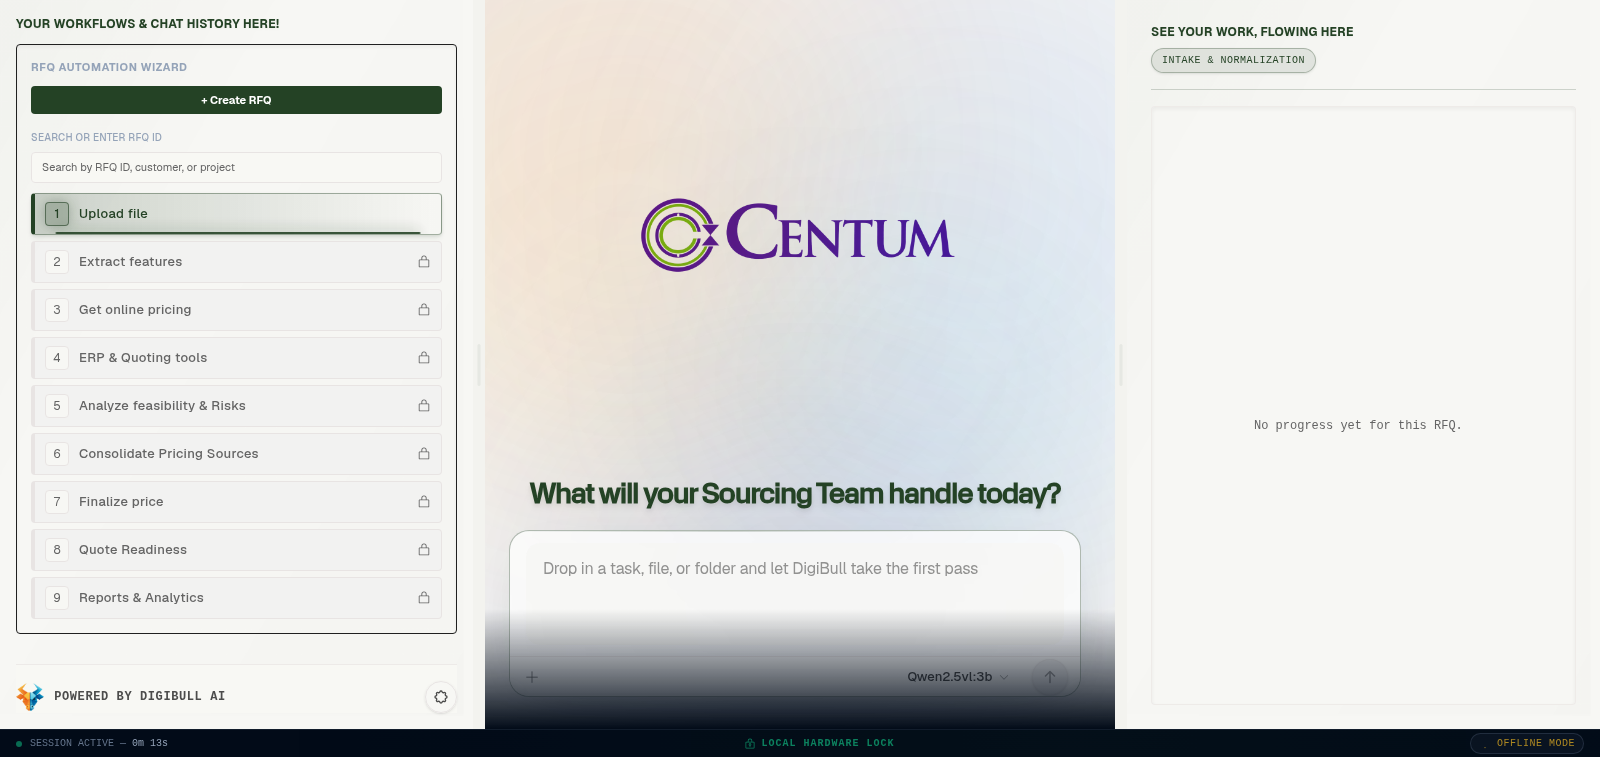 YOUR WORKFLOWS & CHAT HISTORY HERE!
RFQ AUTOMATION WIZARD
+ Create RFQ
SEARCH OR ENTER RFQ ID
Search by RFQ ID, customer, or project
1 Upload file
2 Extract features
3 Get online pricing
4 ERP & Quoting tools
5 Analyze feasibility & Risks
6 Consolidate Pricing Sources
7 Finalize price
8 Quote Readiness
9 Reports & Analytics
POWERED BY DIGIBULL AI
CENTUM
What will your Sourcing Team handle today?
Drop in a task, file, or folder and let DigiBull take the first pass
Qwen2.5vl:3b
SEE YOUR WORK, FLOWING HERE
INTAKE & NORMALIZATION
No progress yet for this RFQ.
SESSION ACTIVE — 0m 13s
LOCAL HARDWARE LOCK
OFFLINE MODE